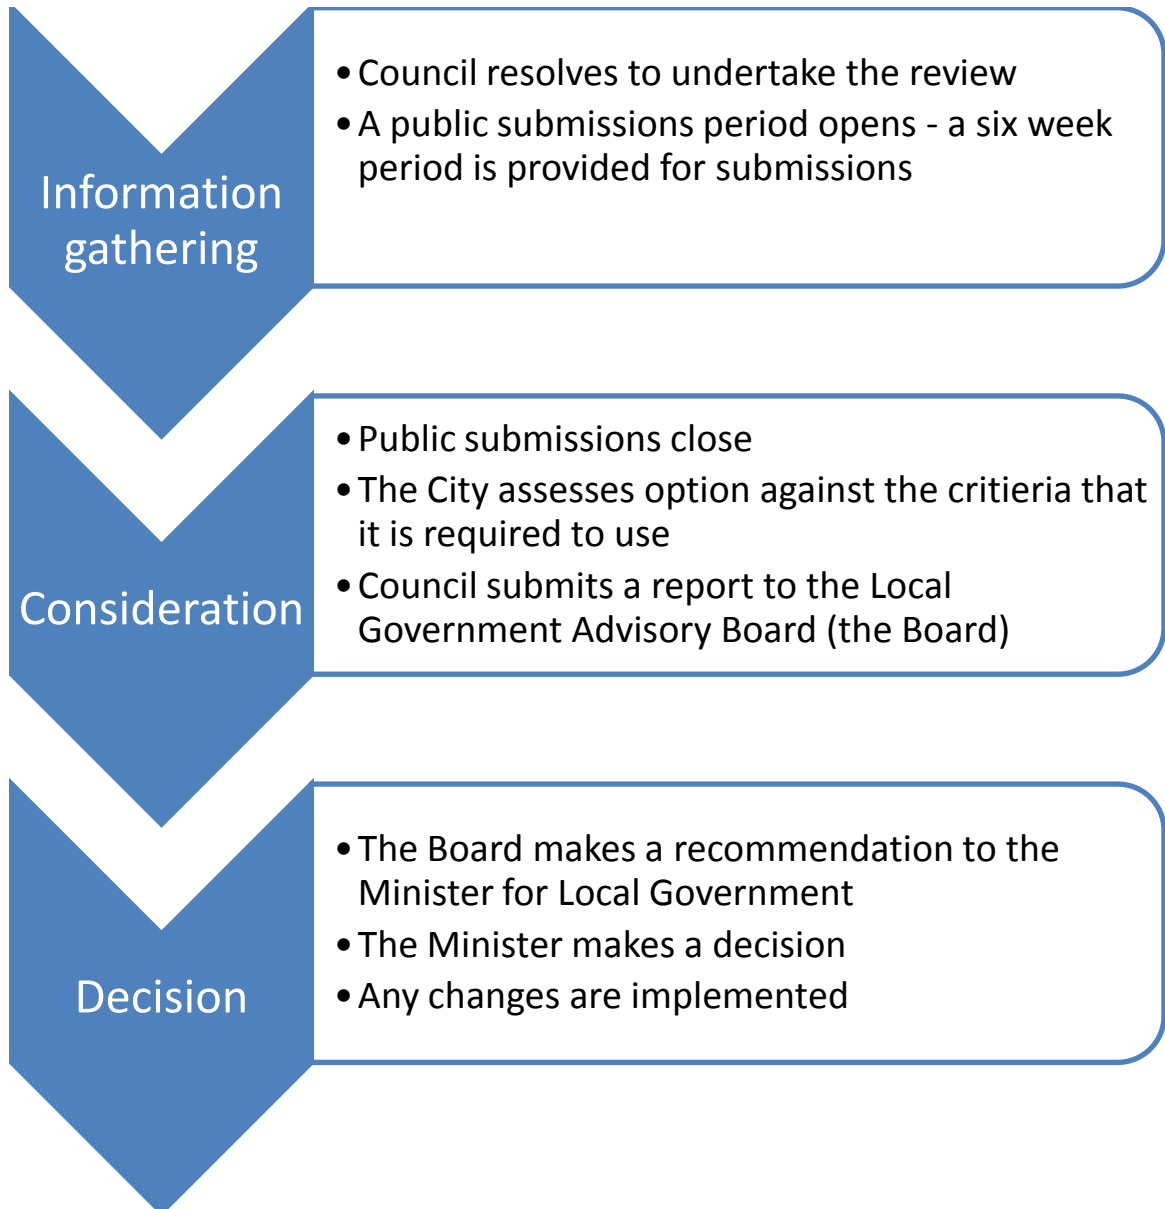 Information
gathering
•Council resolves to undertake the review
•A public submissions period opens - a six week
period is provided for submissions
Consideration
•Public submissions close
•The City assesses option against the critieria that
it is required to use
•Council submits a report to the Local
Government Advisory Board (the Board)
Decision
•The Board makes a recommendation to the
Minister for Local Government
•The Minister makes a decision
•Any changes are implemented